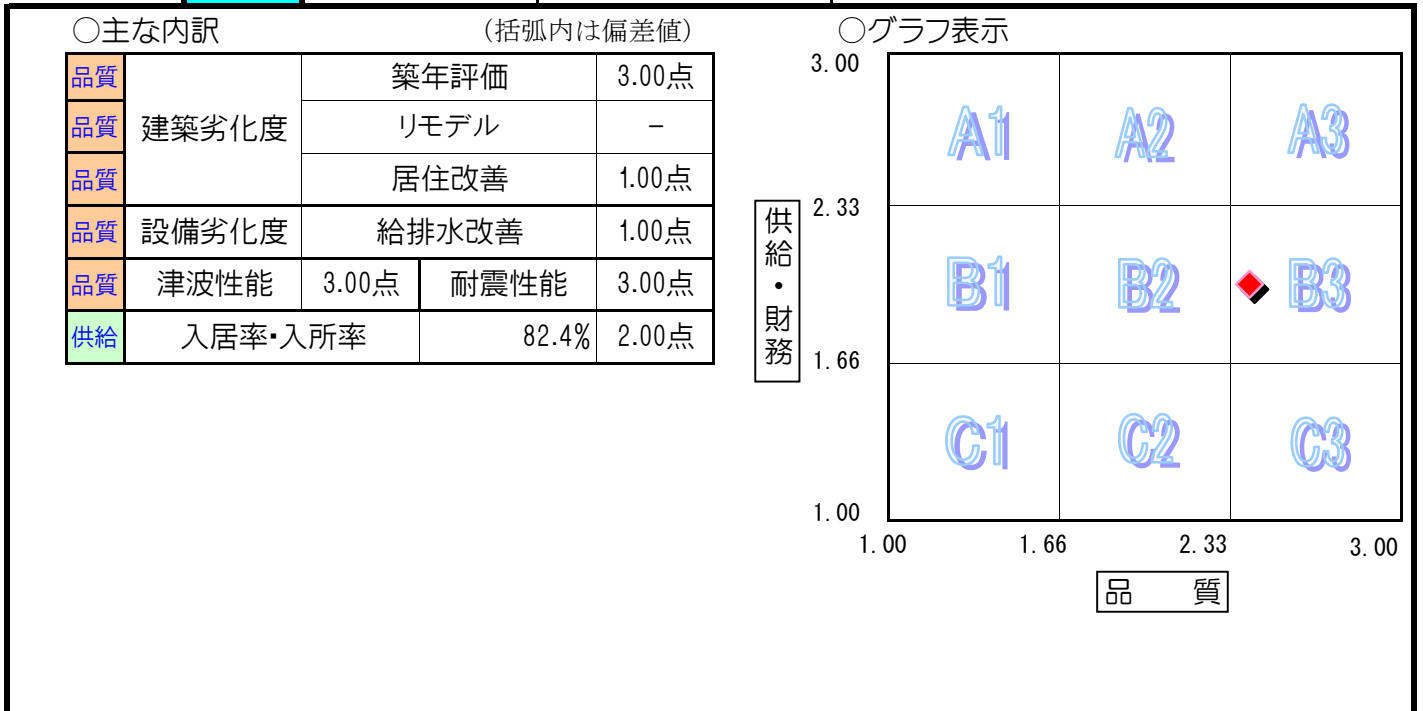 ○主な内訳 (括弧内は偏差値)
品質 建築劣化度 築年評価 3.00点
品質 リモデル −
品質 居住改善 1.00点
品質 設備劣化度 給排水改善 1.00点
品質 津波性能 3.00点 耐震性能 3.00点
供給 入居率・入所率 82.4% 2.00点
○グラフ表示
3.00
A1 A2 A3
2.33
供給・財務
B1 B2 B3
1.66
C1 C2 C3
1.00
1.00 1.66 2.33 3.00
品 質